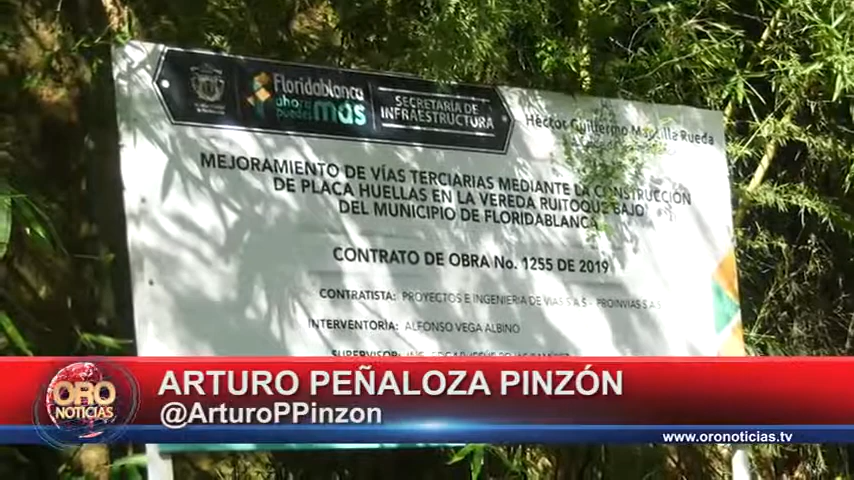 Floridablanca
ahora
puedes más
SECRETARÍA DE
INFRAESTRUCTURA
Héctor Guillermo Mantilla Rueda
MEJORAMIENTO DE VÍAS TERCIARIAS MEDIANTE LA CONSTRUCCIÓN
DE PLACA HUELLAS EN LA VEREDA RUITOQUE BAJO
DEL MUNICIPIO DE FLORIDABLANCA
CONTRATO DE OBRA No. 1255 DE 2019
CONTRATISTA: PROYECTOS E INGENIERIA DE VIAS S.A.S - PROINVIAS S.A.S
INTERVENTORÍA: ALFONSO VEGA ALBINO
SUPERVISOR:
ORO
NOTICIAS
ARTURO PEÑALOZA PINZÓN
@ArturoPPinzon
www.oronoticias.tv